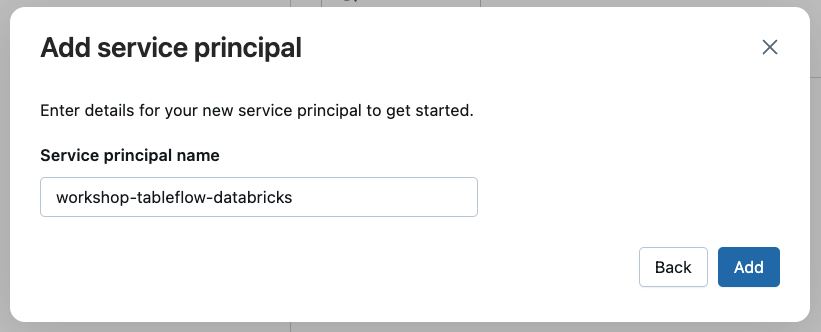 Add service principal
Enter details for your new service principal to get started.
Service principal name
workshop-tableflow-databricks
Back
Add